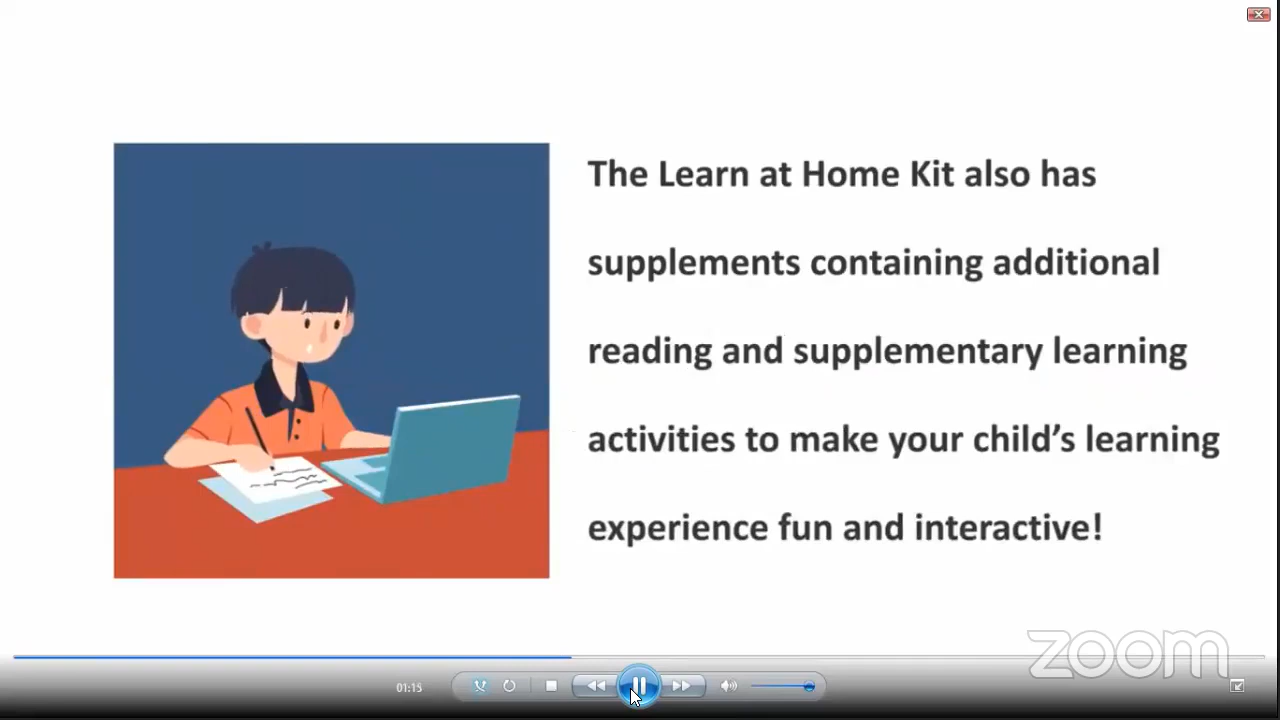 The Learn at Home Kit also has
supplements containing additional
reading and supplementary learning
activities to make your child's learning
experience fun and interactive!
zoom
01:15